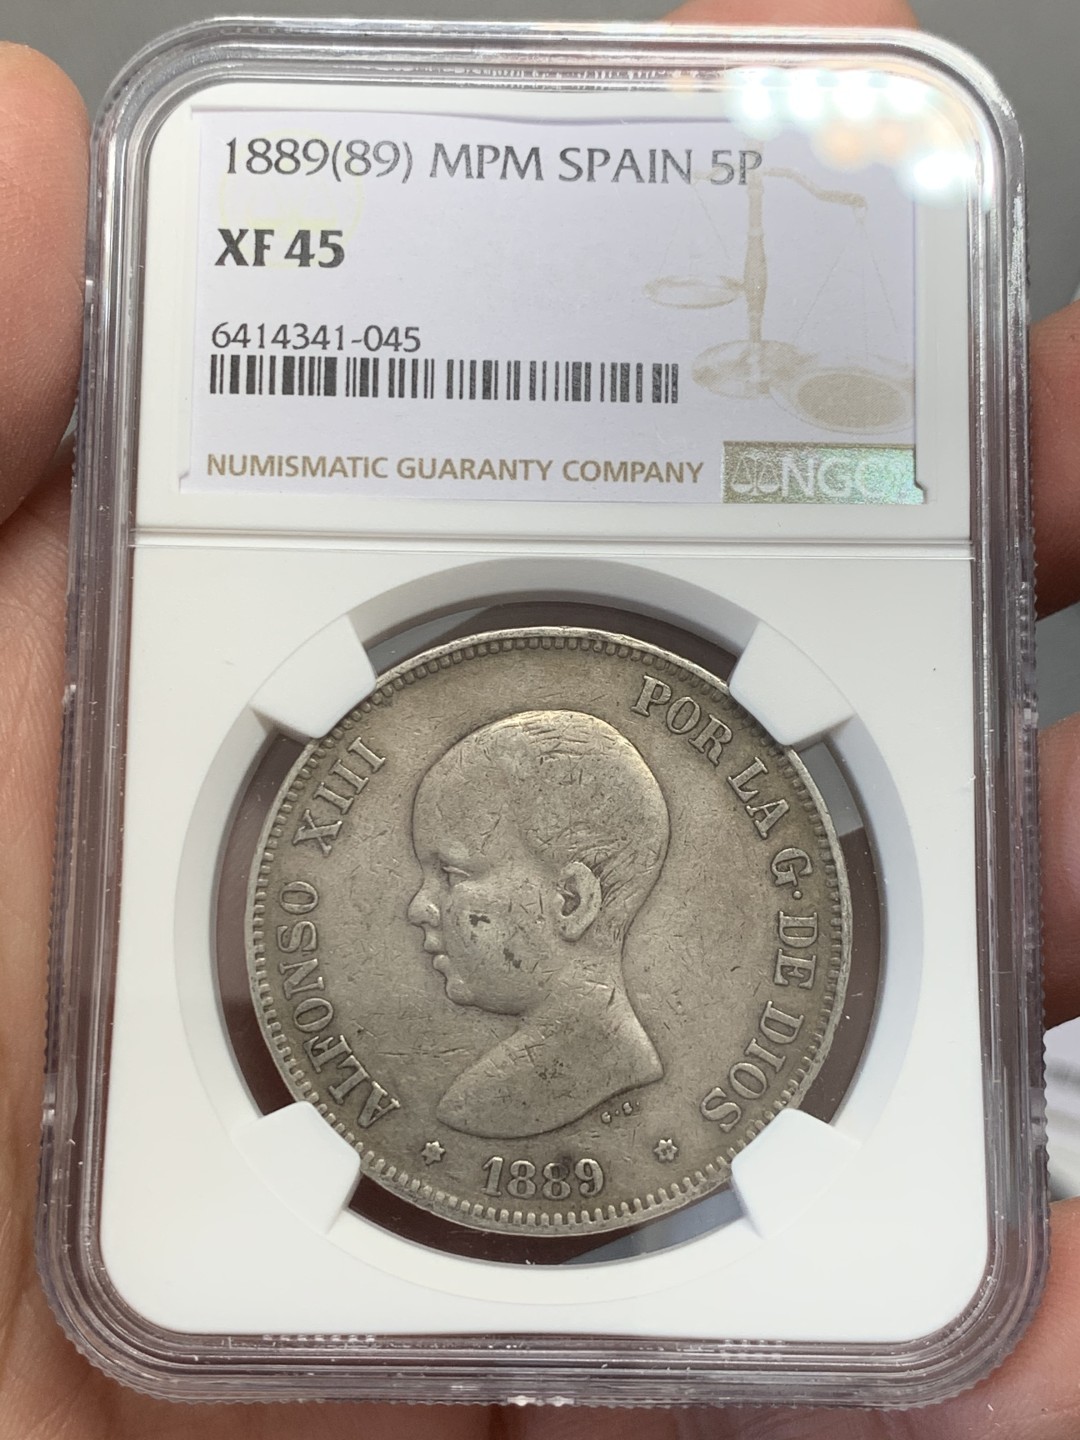 1889(89) MPM SPAIN 5P
XF 45
6414341-045
NUMISMATIC GUARANTY COMPANY
NGC
ALFONSO XIII POR LA G· DE DIOS
G·S·
1889